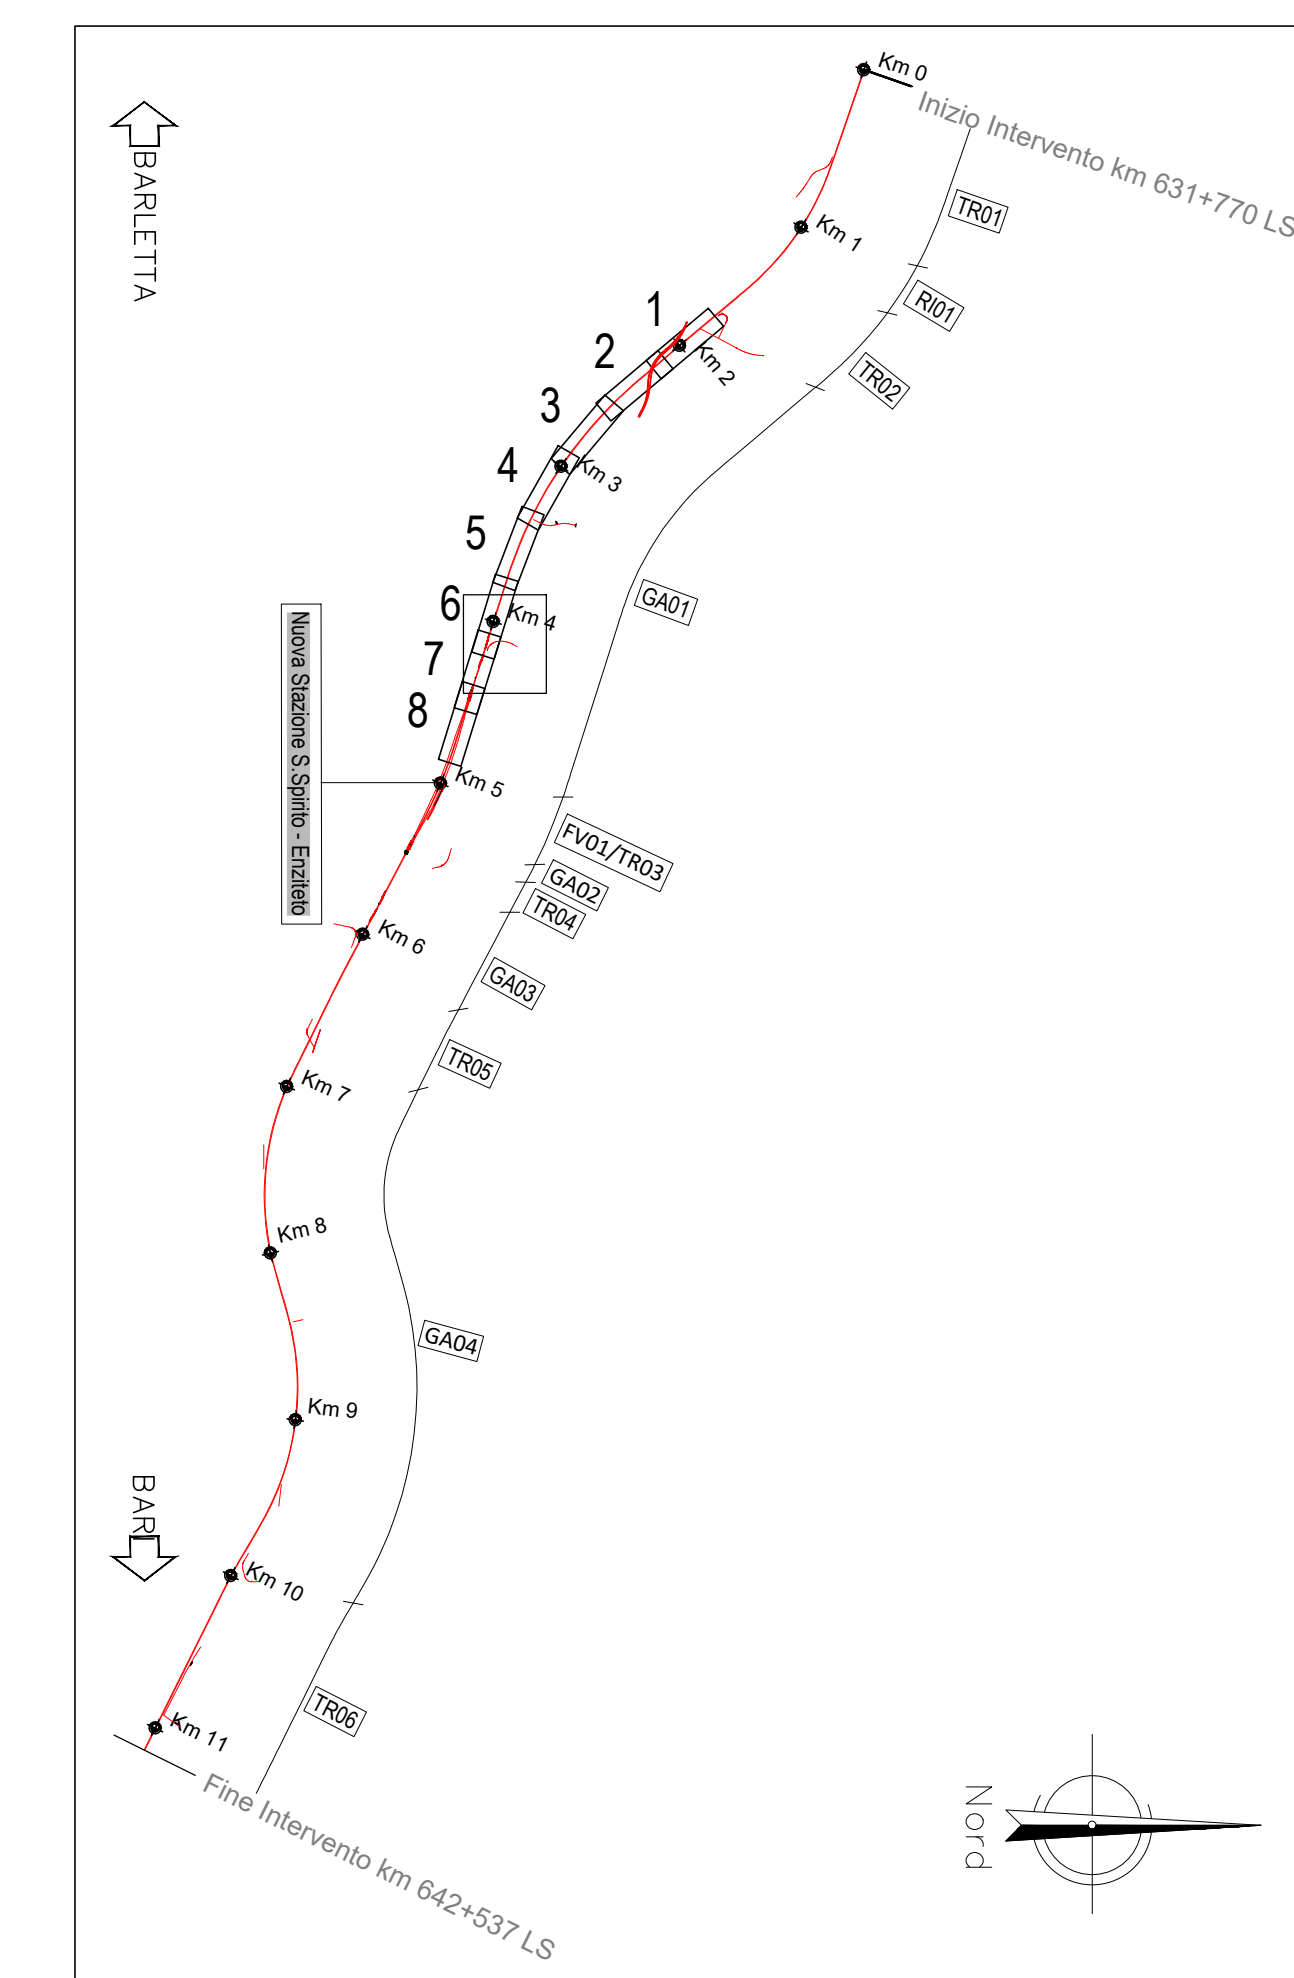 Km 0
Inizio Intervento km 631+770 LS
BARLETTA
TR01
Km 1
RI01
1
Km 2
2
TR02
3
Km 3
4
5
GA01
6
Km 4
7
8
Nuova Stazione S.Spirito - Enziteto
Km 5
FV01/TR03
GA02
TR04
Km 6
GA03
TR05
Km 7
Km 8
GA04
Km 9
BARI
Km 10
TR06
Km 11
Fine Intervento km 642+537 LS
Nord